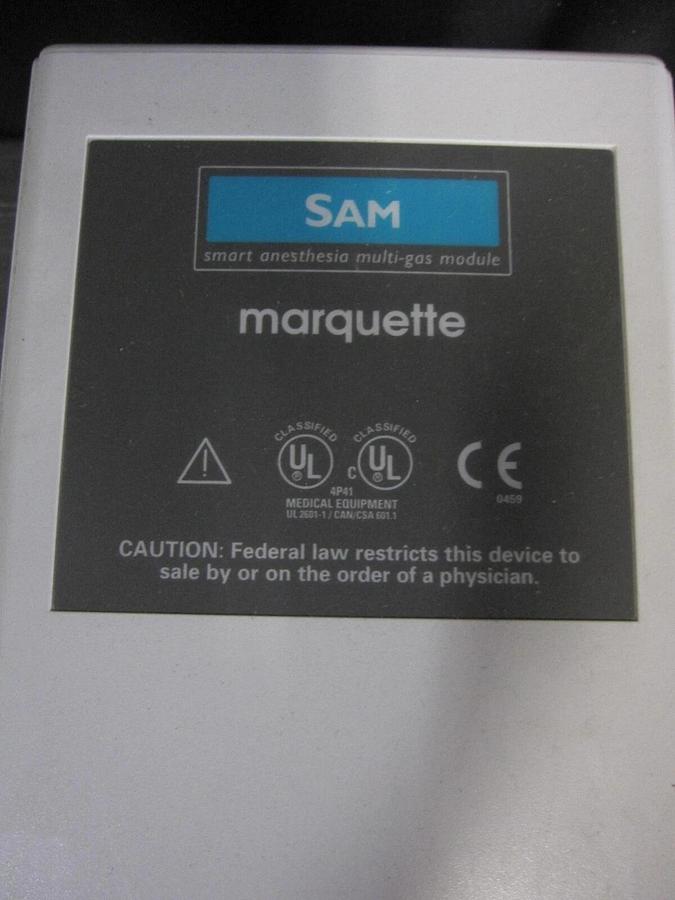 SAM
smart anesthesia multi-gas module
marquette
CLASSIFIED CLASSIFIED
UL ® C UL ® CE
4P41
0459
MEDICAL EQUIPMENT
UL 2601-1 / CAN/CSA 601.1
CAUTION: Federal law restricts this device to
sale by or on the order of a physician.